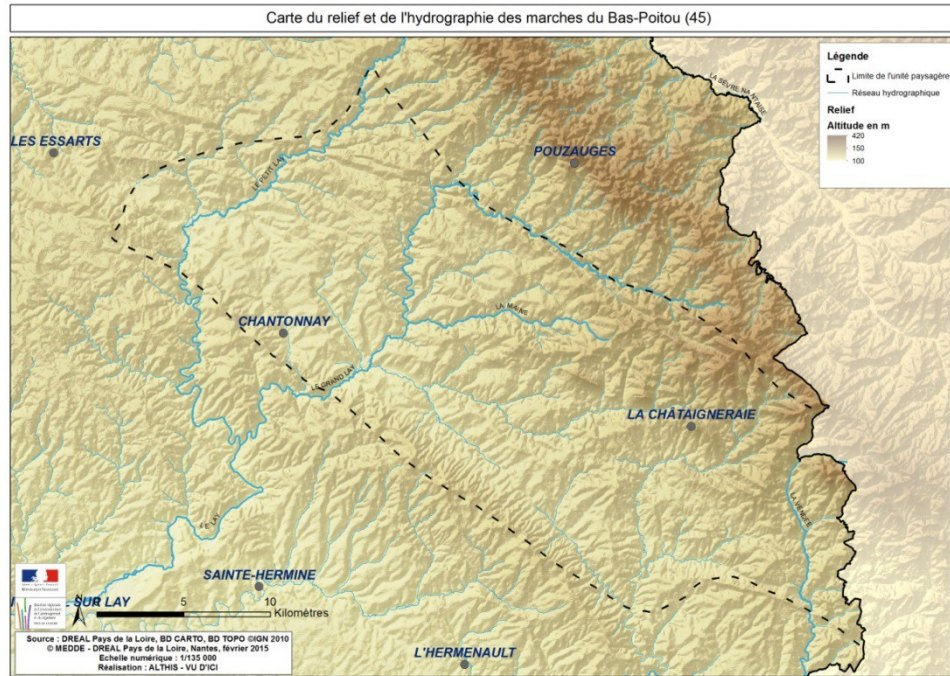 Carte du relief et de l'hydrographie des marches du Bas-Poitou (45)
Légende
Limite de l'unité paysagère
Réseau hydrographique
Relief
Altitude en m
420
150
100
LA SÈVRE NANTAISE
LES ESSARTS
POUZAUGES
LE PETIT LAY
LA MAINE
CHANTONNAY
LE GRAND LAY
LA CHÂTAIGNERAIE
LA VENDÉE
LE LAY
SAINTE-HERMINE
SUR LAY
N
5
10
Kilomètres
L'HERMENAULT
Source : DREAL Pays de la Loire, BD CARTO, BD TOPO ©IGN 2010
© MEDDE - DREAL Pays de la Loire, Nantes, février 2015
Echelle numérique : 1/135 000
Réalisation : ALTHIS - VU D'ICI